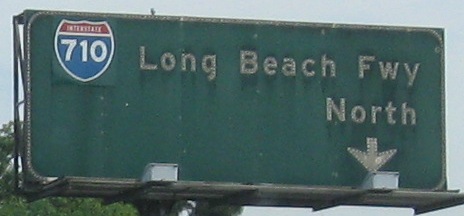 INTERSTATE
710
Long Beach Fwy
North